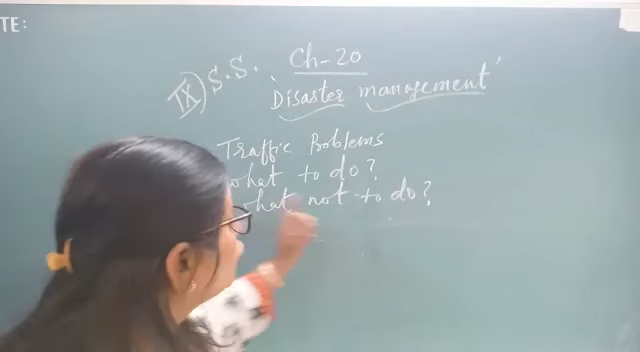 TE:
IX) S.S. Ch-20
'Disaster management'
Traffic Problems
what to do?
what not to do?